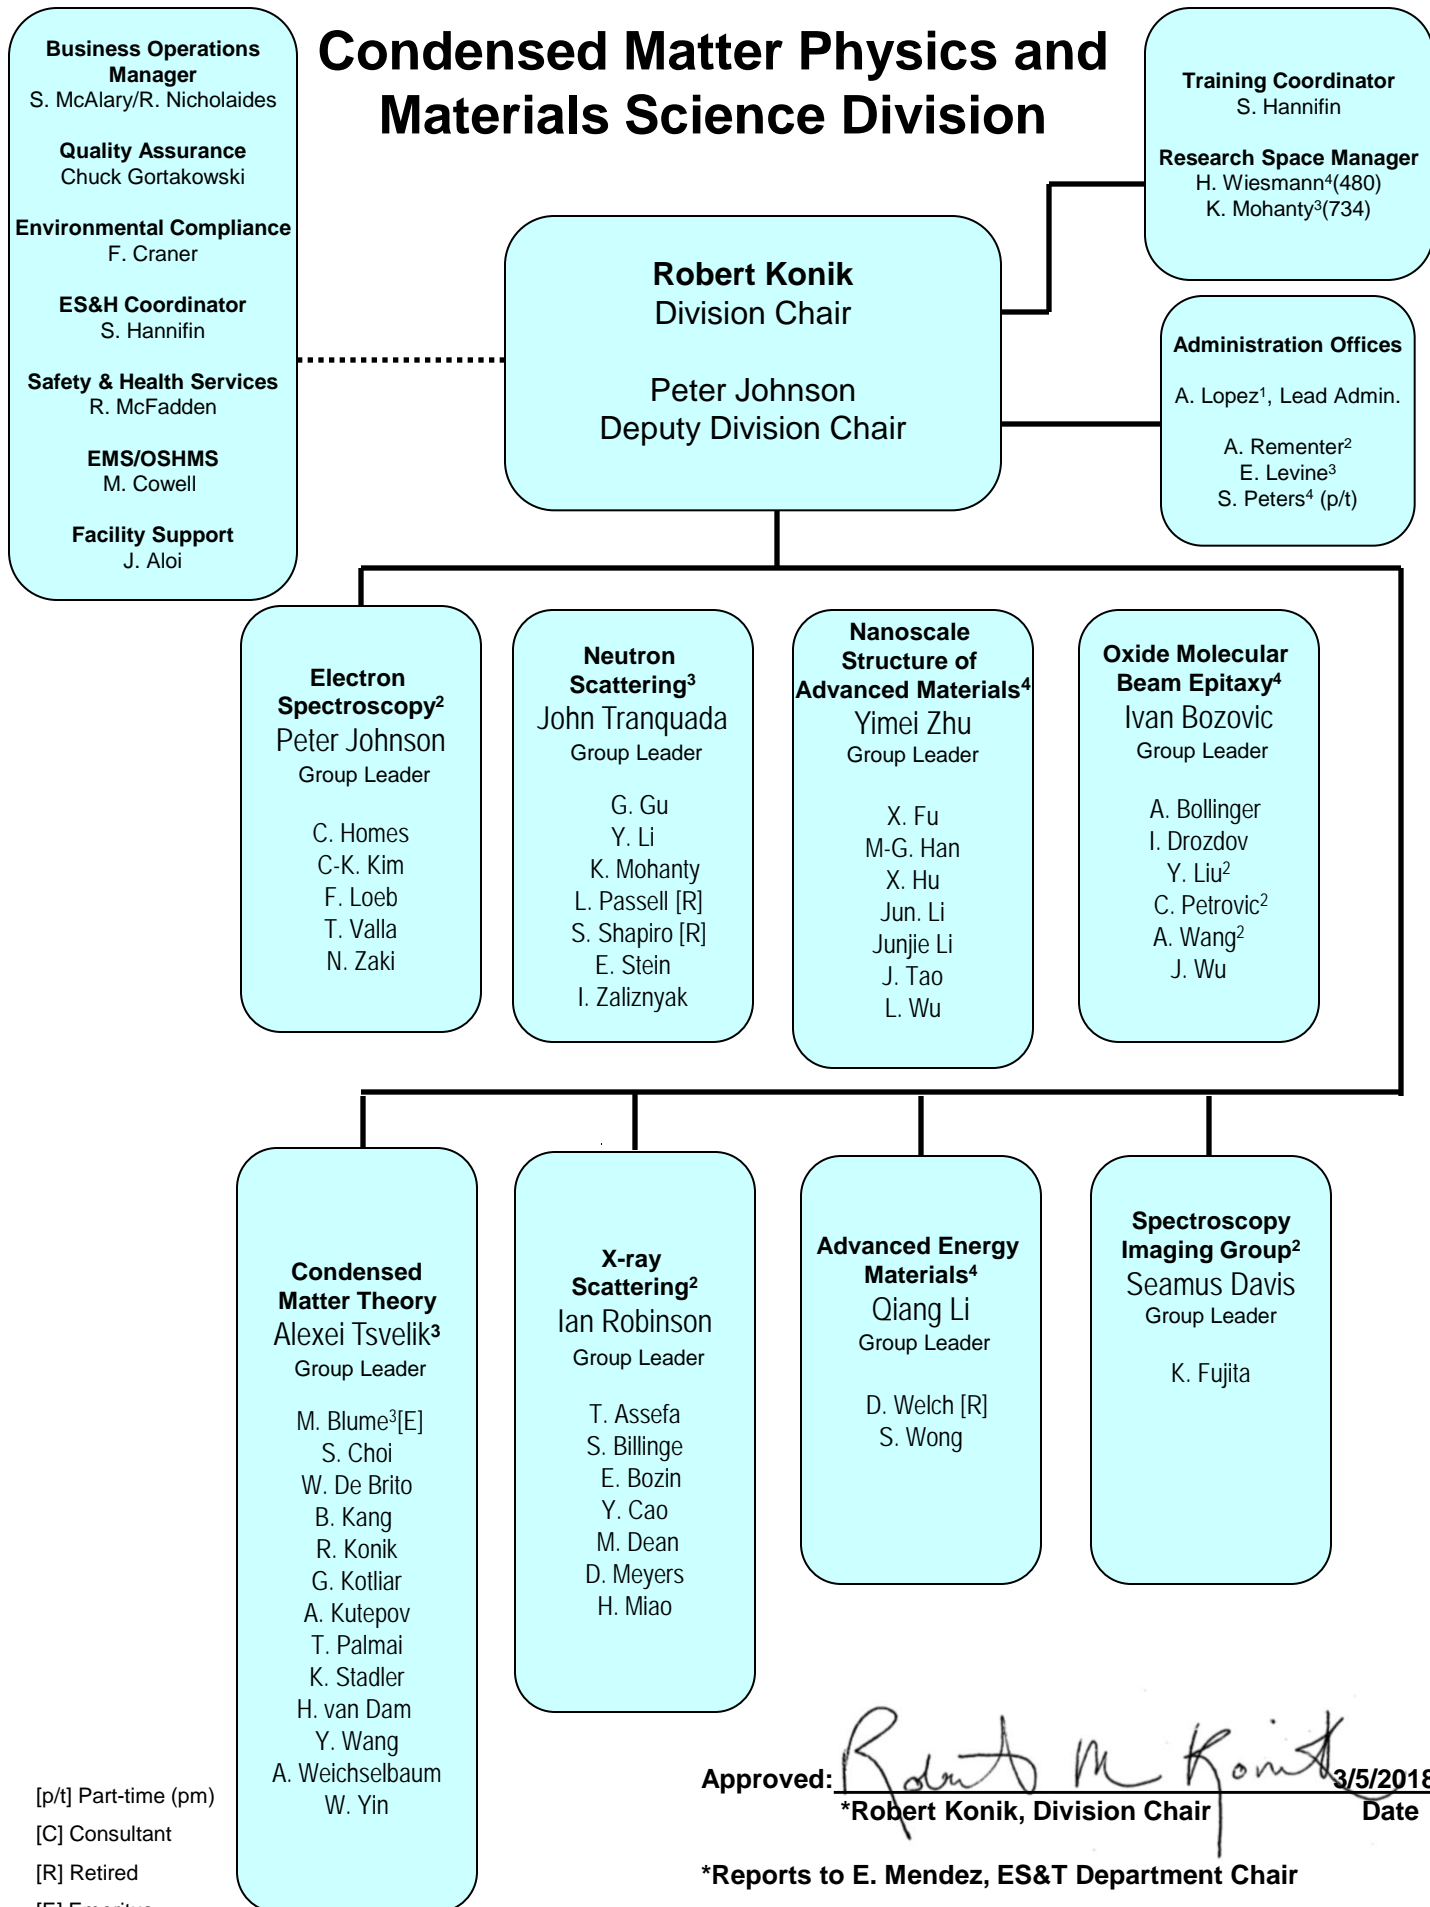 Condensed Matter Physics and
Materials Science Division
Business Operations
Manager
S. McAlary/R. Nicholaides
Quality Assurance
Chuck Gortakowski
Environmental Compliance
F. Craner
ES&H Coordinator
S. Hannifin
Safety & Health Services
R. McFadden
EMS/OSHMS
M. Cowell
Facility Support
J. Aloi
Training Coordinator
S. Hannifin
Research Space Manager
H. Wiesmann⁴(480)
K. Mohanty³(734)
Robert Konik
Division Chair
Peter Johnson
Deputy Division Chair
Administration Offices
A. Lopez¹, Lead Admin.
A. Rementer²
E. Levine³
S. Peters⁴ (p/t)
Electron
Spectroscopy²
Peter Johnson
Group Leader
C. Homes
C-K. Kim
F. Loeb
T. Valla
N. Zaki
Neutron
Scattering³
John Tranquada
Group Leader
G. Gu
Y. Li
K. Mohanty
L. Passell [R]
S. Shapiro [R]
E. Stein
I. Zaliznyak
Nanoscale
Structure of
Advanced Materials⁴
Yimei Zhu
Group Leader
X. Fu
M-G. Han
X. Hu
Jun. Li
Junjie Li
J. Tao
L. Wu
Oxide Molecular
Beam Epitaxy⁴
Ivan Bozovic
Group Leader
A. Bollinger
I. Drozdov
Y. Liu²
C. Petrovic²
A. Wang²
J. Wu
Condensed
Matter Theory
Alexei Tsvelik³
Group Leader
M. Blume³[E]
S. Choi
W. De Brito
B. Kang
R. Konik
G. Kotliar
A. Kutepov
T. Palmai
K. Stadler
H. van Dam
Y. Wang
A. Weichselbaum
W. Yin
X-ray
Scattering²
Ian Robinson
Group Leader
T. Assefa
S. Billinge
E. Bozin
Y. Cao
M. Dean
D. Meyers
H. Miao
Advanced Energy
Materials⁴
Qiang Li
Group Leader
D. Welch [R]
S. Wong
Spectroscopy
Imaging Group²
Seamus Davis
Group Leader
K. Fujita
[p/t] Part-time (pm)
[C] Consultant
[R] Retired
[E] Emeritus
Approved: Robert M Konik 3/5/2018
*Robert Konik, Division Chair Date
*Reports to E. Mendez, ES&T Department Chair